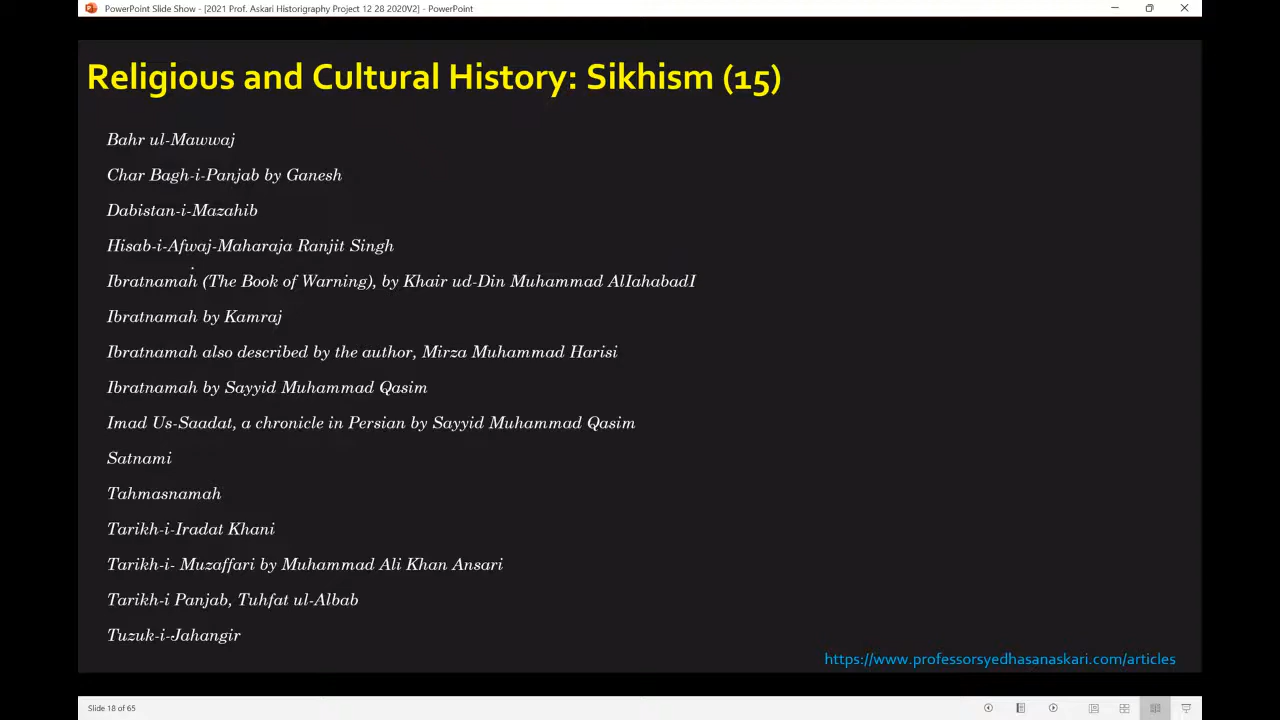 PowerPoint Slide Show - [2021 Prof. Askari Historigraphy Project 12 28 2020V2] - PowerPoint
Religious and Cultural History: Sikhism (15)
Bahr ul-Mawwaj
Char Bagh-i-Panjab by Ganesh
Dabistan-i-Mazahib
Hisab-i-Afwaj-Maharaja Ranjit Singh
Ibratnamah (The Book of Warning), by Khair ud-Din Muhammad AlIahabadI
Ibratnamah by Kamraj
Ibratnamah also described by the author, Mirza Muhammad Harisi
Ibratnamah by Sayyid Muhammad Qasim
Imad Us-Saadat, a chronicle in Persian by Sayyid Muhammad Qasim
Satnami
Tahmasnamah
Tarikh-i-Iradat Khani
Tarikh-i- Muzaffari by Muhammad Ali Khan Ansari
Tarikh-i Panjab, Tuhfat ul-Albab
Tuzuk-i-Jahangir
https://www.professorsyedhasanaskari.com/articles
Slide 18 of 65